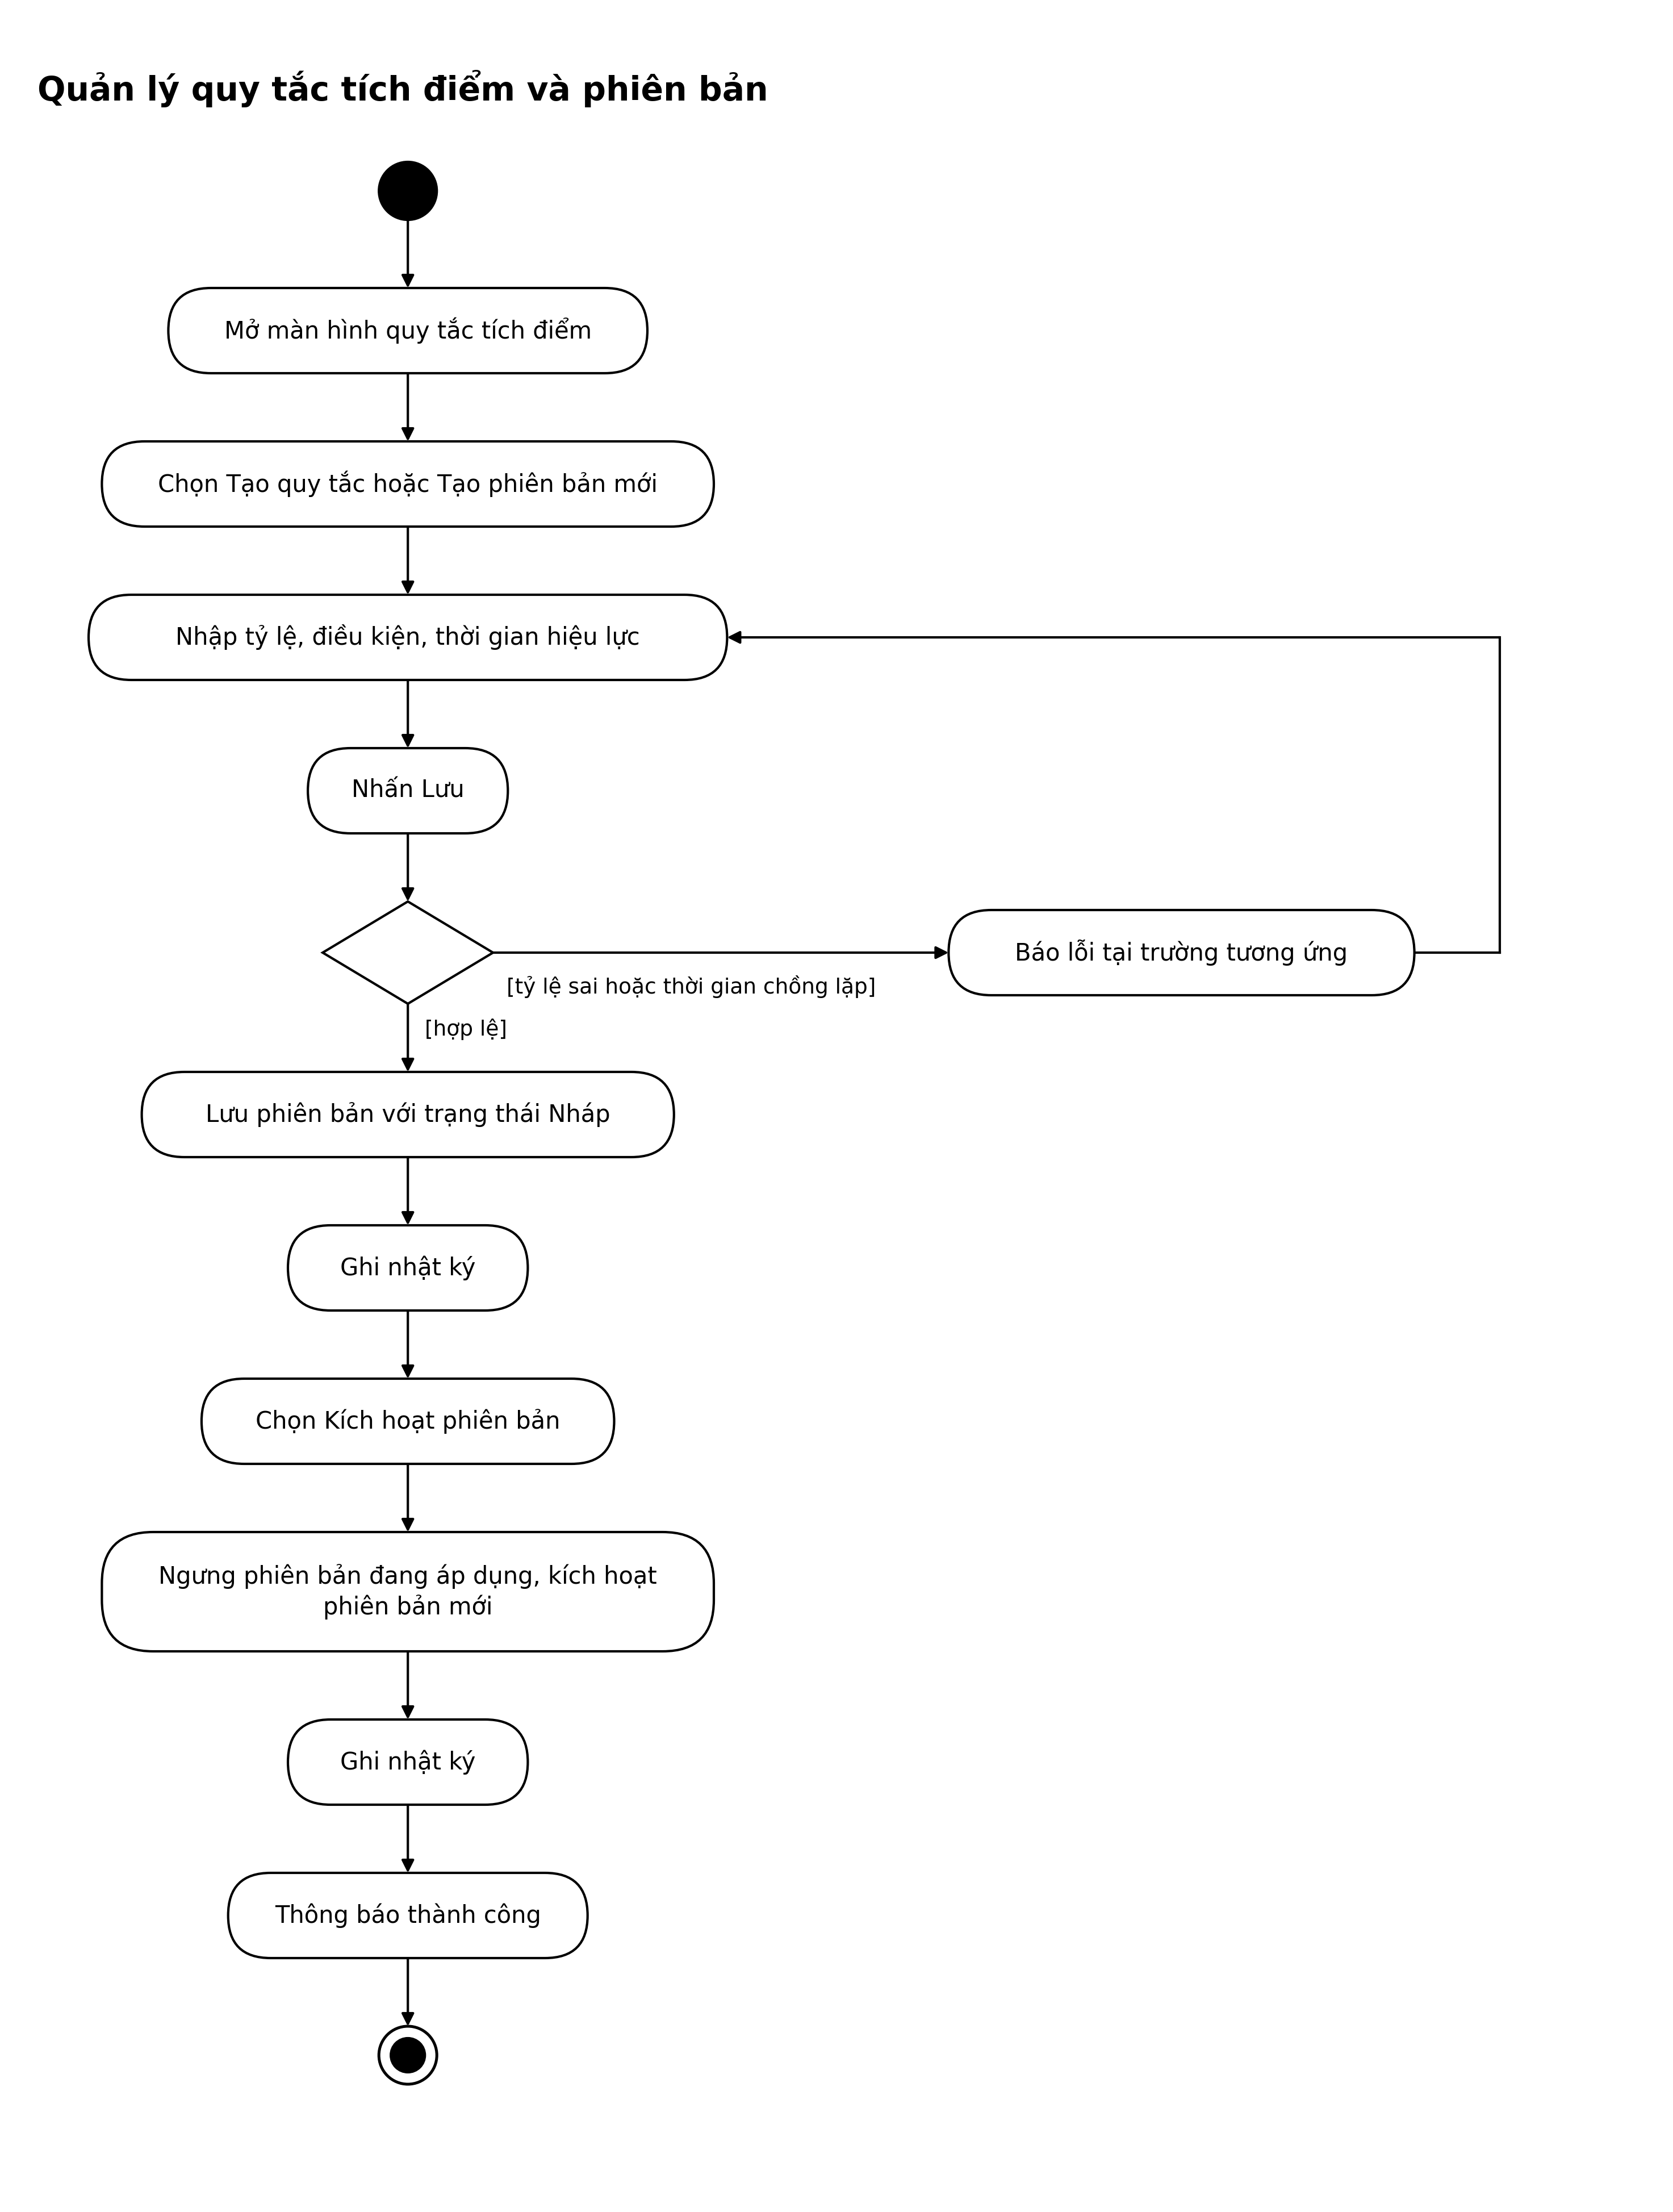 Quản lý quy tắc tích điểm và phiên bản
Mở màn hình quy tắc tích điểm
Chọn Tạo quy tắc hoặc Tạo phiên bản mới
Nhập tỷ lệ, điều kiện, thời gian hiệu lực
Nhấn Lưu
Báo lỗi tại trường tương ứng
[tỷ lệ sai hoặc thời gian chồng lặp]
[hợp lệ]
Lưu phiên bản với trạng thái Nháp
Ghi nhật ký
Chọn Kích hoạt phiên bản
Ngưng phiên bản đang áp dụng, kích hoạt
phiên bản mới
Ghi nhật ký
Thông báo thành công